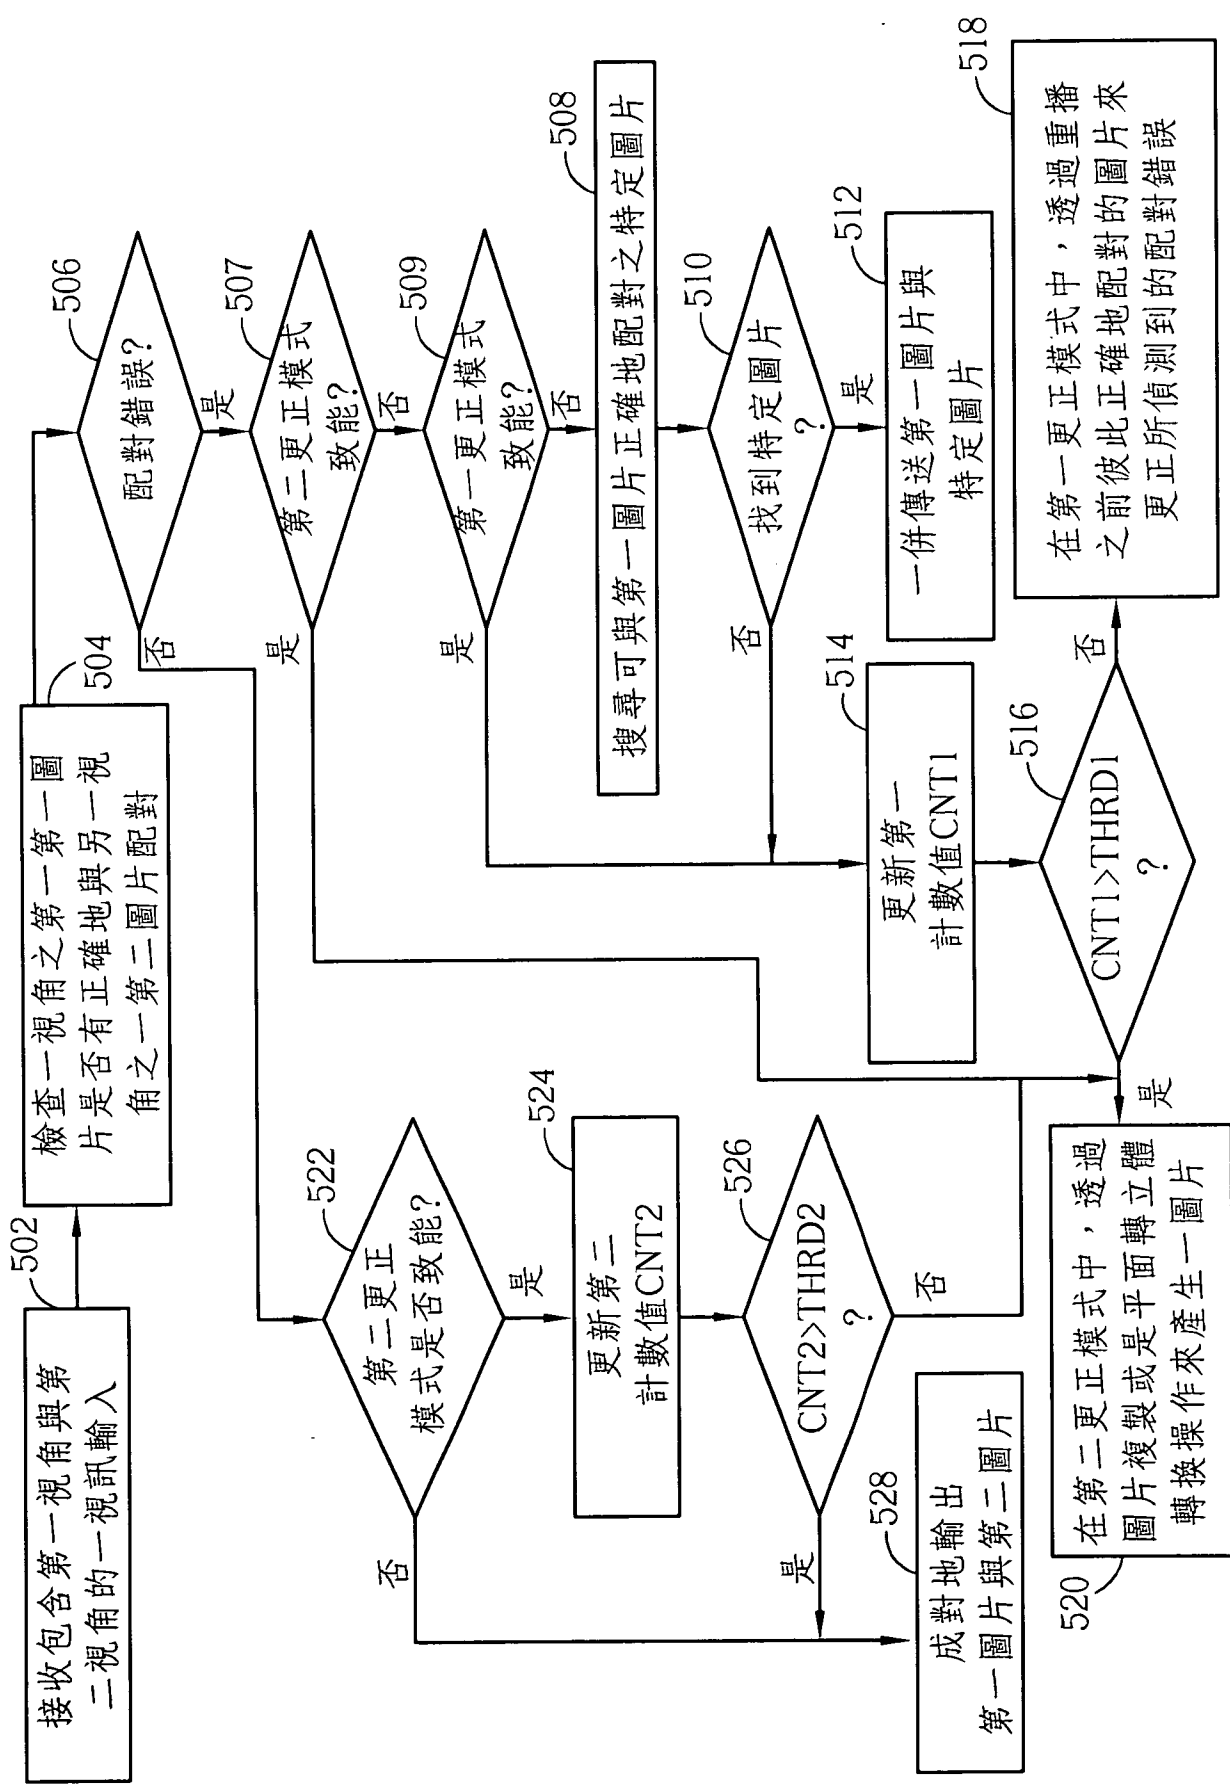 502
接收包含第一視角與第
二視角的一視訊輸入
504
檢查一視角之第一第一圖
片是否有正確地與另一視
角之一第二圖片配對
506
配對錯誤?
是
否
507
第二更正模式
致能?
否
是
509
第一更正模式
致能?
否
是
508
搜尋可與第一圖片正確地配對之特定圖片
510
找到特定圖片
?
是
否
512
一併傳送第一圖片與
特定圖片
514
更新第一
計數值CNT1
516
CNT1>THRD1
?
否
是
518
在第一更正模式中，透過重播
之前彼此正確地配對的圖片來
更正所偵測到的配對錯誤
522
第二更正
模式是否致能?
是
否
524
更新第二
計數值CNT2
526
CNT2>THRD2
?
否
是
528
成對地輸出
第一圖片與第二圖片
520
在第二更正模式中，透過
圖片複製或是平面轉立體
轉換操作來產生一圖片